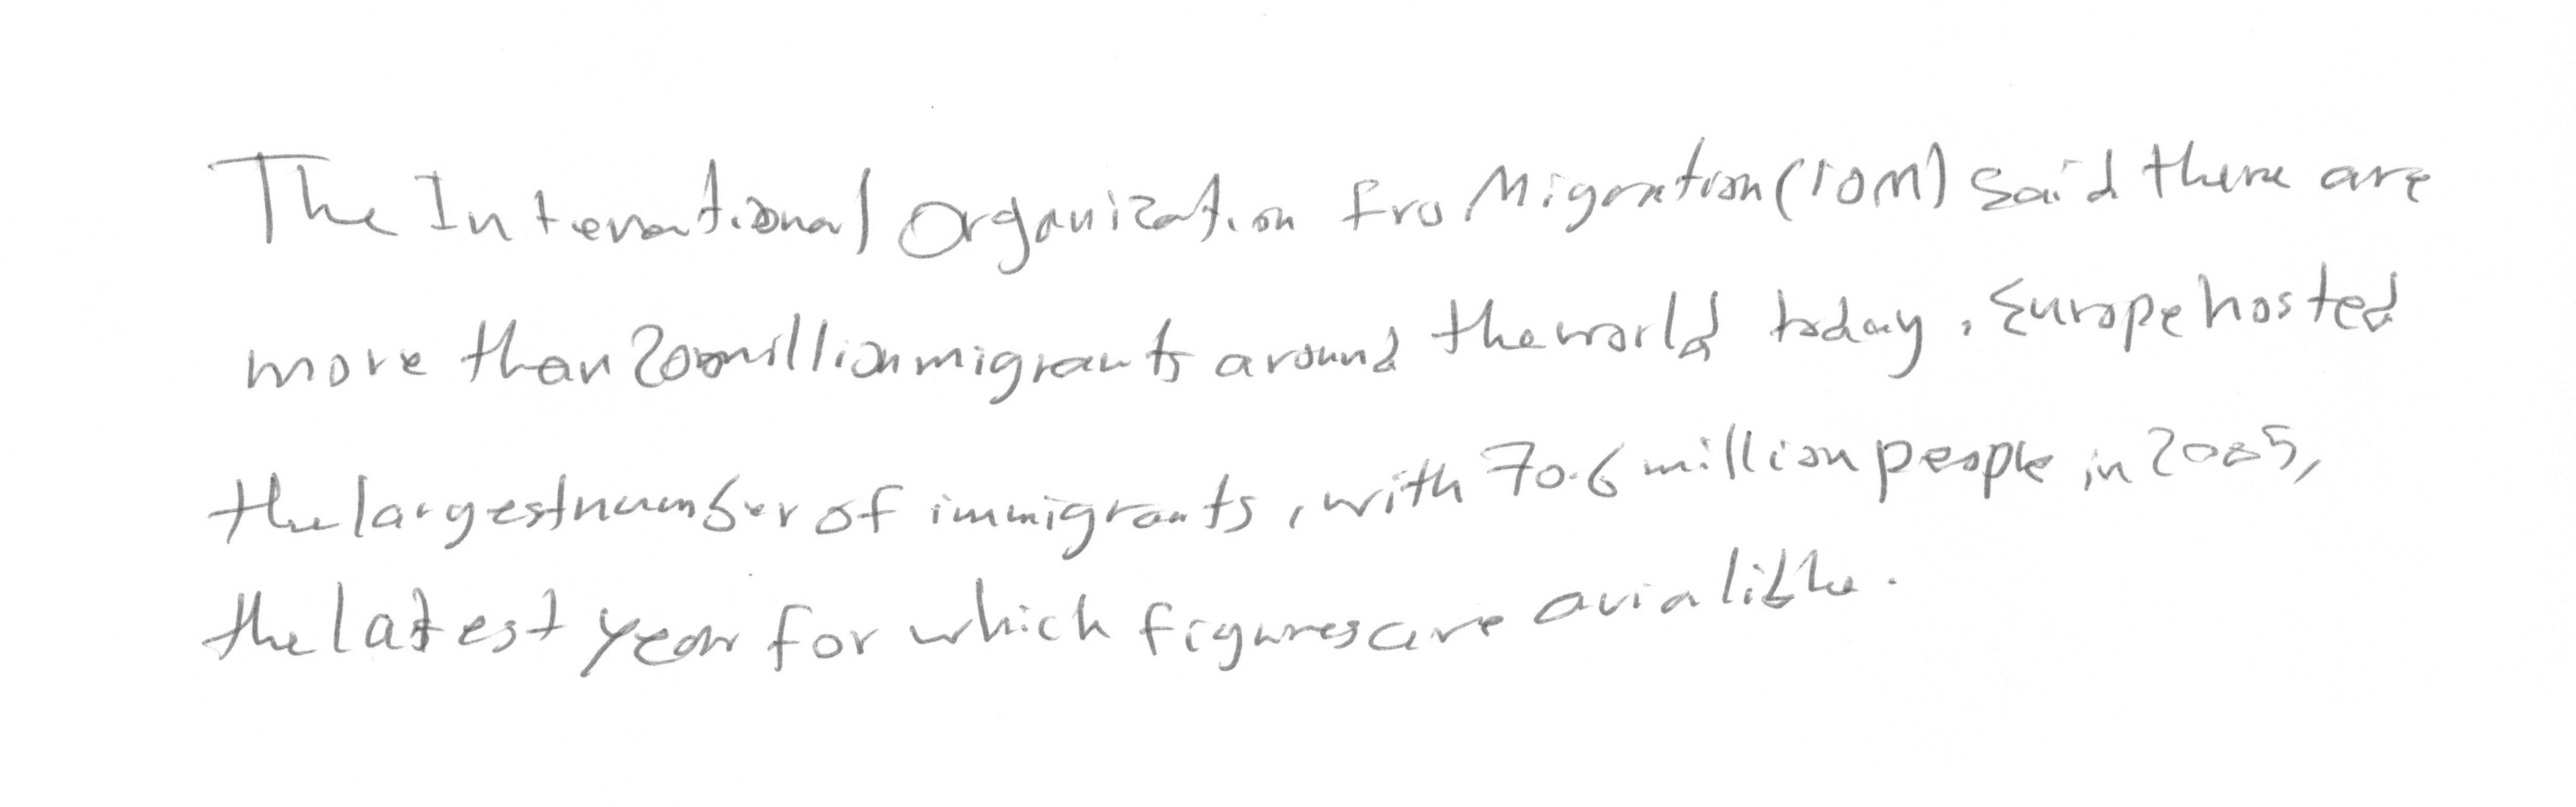 The International Organization fro Migration (IOM) said there are
more than 200 million migrants around the world today. Europe hosted
the largest number of immigrants, with 70.6 million people in 2005,
the latest year for which figures are avialible.